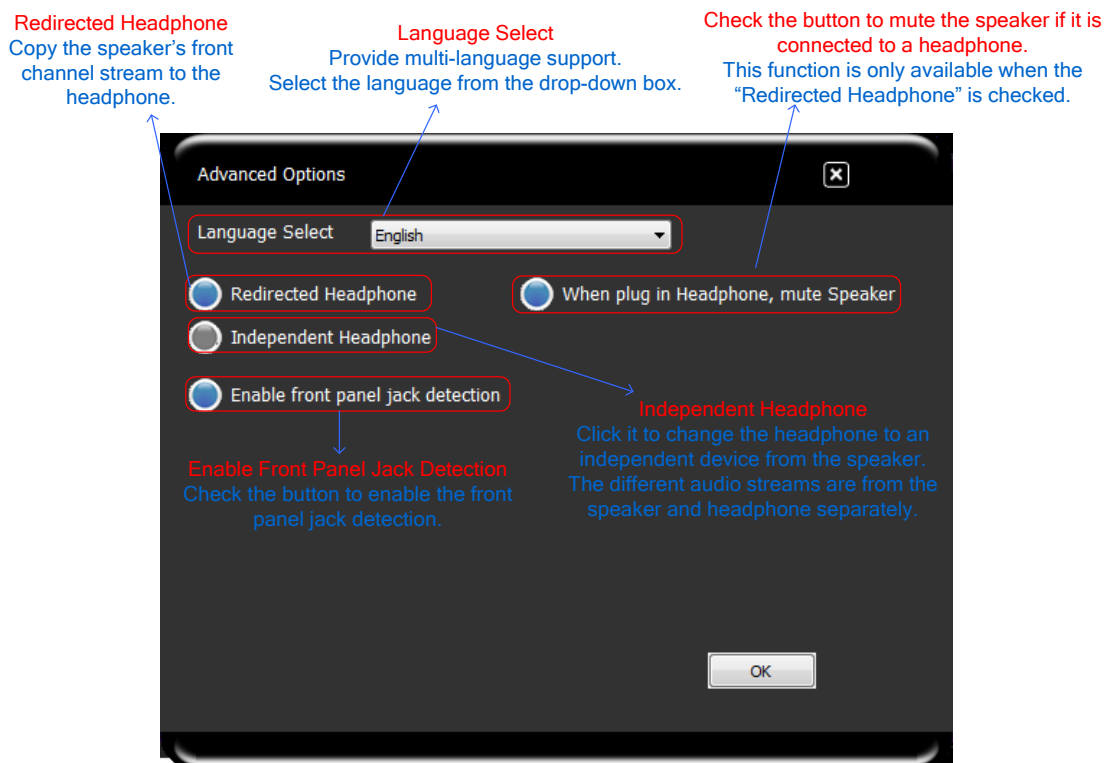 Redirected Headphone
Copy the speaker’s front
channel stream to the
headphone.
Language Select
Provide multi-language support.
Select the language from the drop-down box.
Check the button to mute the speaker if it is
connected to a headphone.
This function is only available when the
“Redirected Headphone” is checked.
Advanced Options
Language Select
English
Redirected Headphone
When plug in Headphone, mute Speaker
Independent Headphone
Enable front panel jack detection
Enable Front Panel Jack Detection
Check the button to enable the front
panel jack detection.
Independent Headphone
Click it to change the headphone to an
independent device from the speaker.
The different audio streams are from the
speaker and headphone separately.
OK